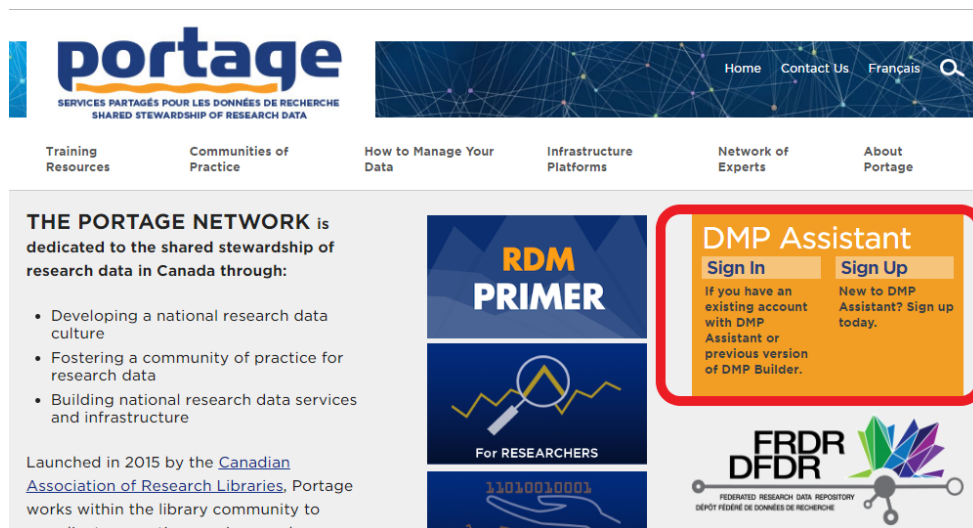 portage
SERVICES PARTAGÉS POUR LES DONNÉES DE RECHERCHE
SHARED STEWARDSHIP OF RESEARCH DATA
Home Contact Us Français
Training
Resources
Communities of
Practice
How to Manage Your
Data
Infrastructure
Platforms
Network of
Experts
About
Portage
THE PORTAGE NETWORK is
dedicated to the shared stewardship of
research data in Canada through:
• Developing a national research data
culture
• Fostering a community of practice for
research data
• Building national research data services
and infrastructure
Launched in 2015 by the Canadian
Association of Research Libraries, Portage
works within the library community to
RDM
PRIMER
For RESEARCHERS
11010010001
DMP Assistant
Sign In
If you have an
existing account
with DMP
Assistant or
previous version
of DMP Builder.
Sign Up
New to DMP
Assistant? Sign up
today.
FRDR
DFDR
FEDERATED RESEARCH DATA REPOSITORY
DÉPÔT FÉDÉRÉ DE DONNÉES DE RECHERCHE